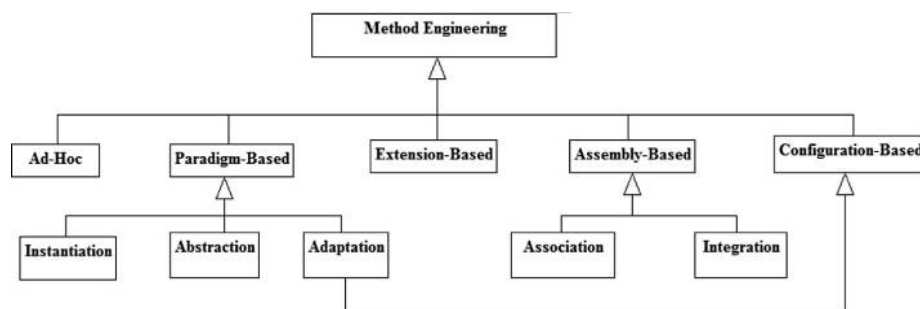 Method Engineering
Ad-Hoc
Paradigm-Based
Extension-Based
Assembly-Based
Configuration-Based
Instantiation
Abstraction
Adaptation
Association
Integration